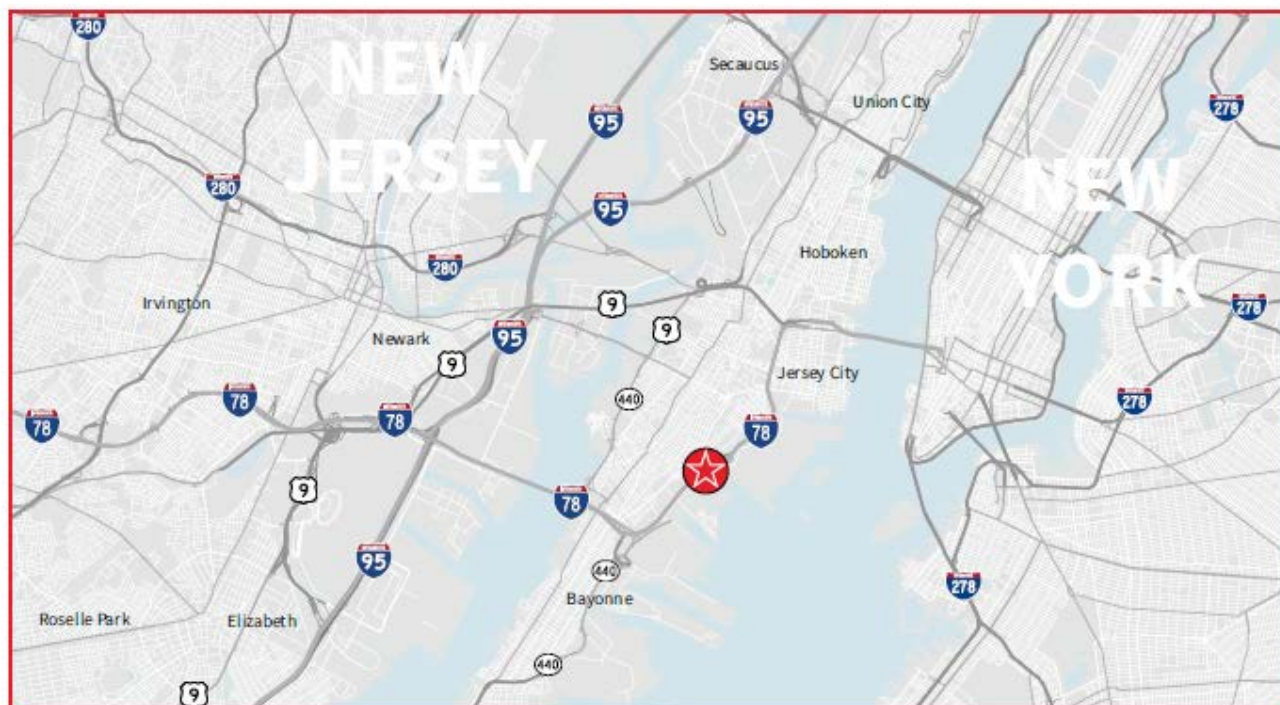 280
NEW
JERSEY
Secaucus
Union City
95
95
278
280
95
NEW
YORK
Hoboken
280
Irvington
9
9
278
Newark
95
9
Jersey City
440
278
78
78
78
78
9
78
95
440
278
Bayonne
Roselle Park
Elizabeth
440
9